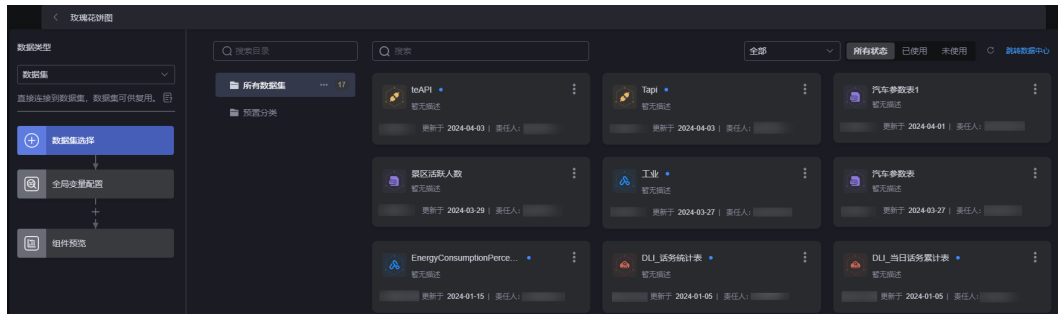 玫瑰花饼图
数据类型
数据集
直接连接到数据集，数据集可供复用。
数据集选择
全局变量配置
组件预览
搜索目录
所有数据集 ··· 17
预置分类
搜索
全部
所有状态 已使用 未使用
跳转数据中心
teAPI
暂无描述
更新于 2024-04-03 | 责任人:
Tapi
暂无描述
更新于 2024-04-03 | 责任人:
汽车参数表1
暂无描述
更新于 2024-04-01 | 责任人:
景区活跃人数
暂无描述
更新于 2024-03-29 | 责任人:
工业
暂无描述
更新于 2024-03-27 | 责任人:
汽车参数表
暂无描述
更新于 2024-03-27 | 责任人:
EnergyConsumptionPerce...
暂无描述
更新于 2024-01-15 | 责任人:
DLI_话务统计表
暂无描述
更新于 2024-01-05 | 责任人:
DLI_当日话务累计表
暂无描述
更新于 2024-01-05 | 责任人: